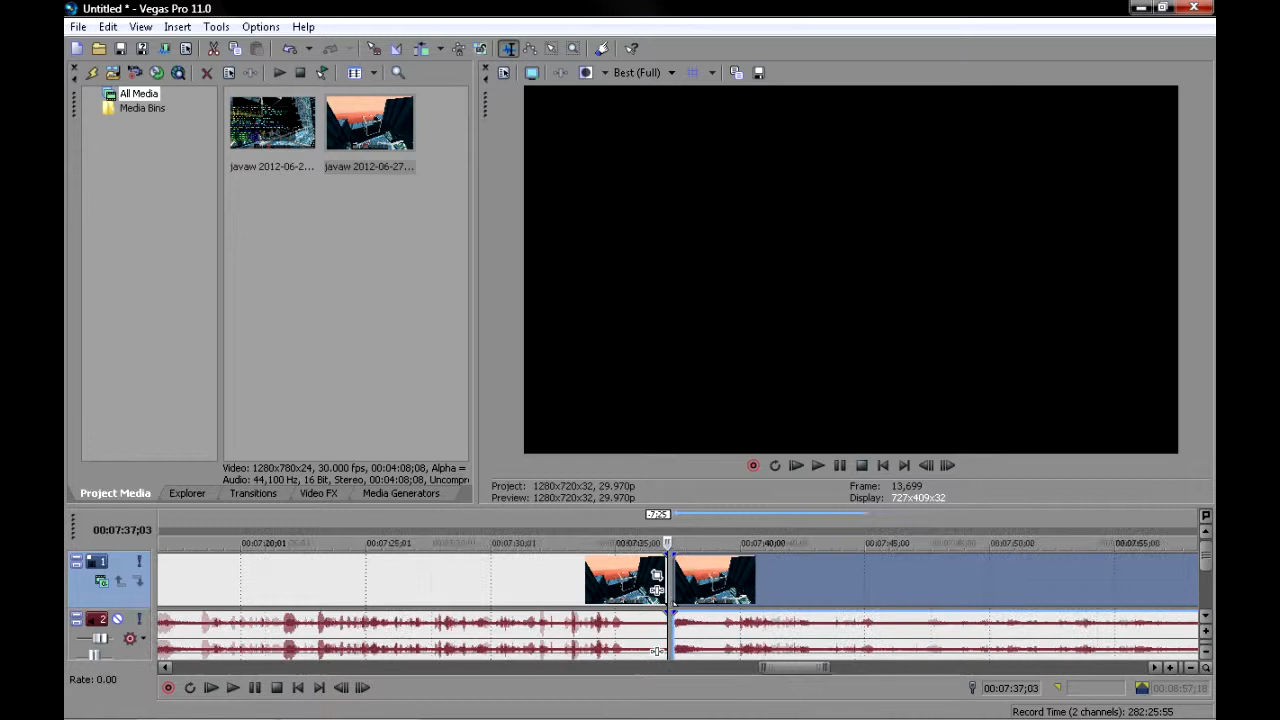 Untitled * - Vegas Pro 11.0
File Edit View Insert Tools Options Help
Best (Full)
All Media
Media Bins
javaw 2012-06-2... javaw 2012-06-27...
Video: 1280x780x24, 30.000 fps, 00:04:08;08, Alpha =
Audio: 44,100 Hz, 16 Bit, Stereo, 00:04:08;08, Uncompr
Project Media Explorer Transitions Video FX Media Generators
Project: 1280x720x32, 29.970p
Preview: 1280x720x32, 29.970p
Frame: 13,699
Display: 727x409x32
-7:25
00:07:37;03
00:07:20;01 00:07:25;01 00:07:30;01 00:07:35;00 00:07:40;00 00:07:45;00 00:07:50;00 00:07:55;00
1
2
Rate: 0.00
00:07:37;03
00:08:57;18
Record Time (2 channels): 282:25:55